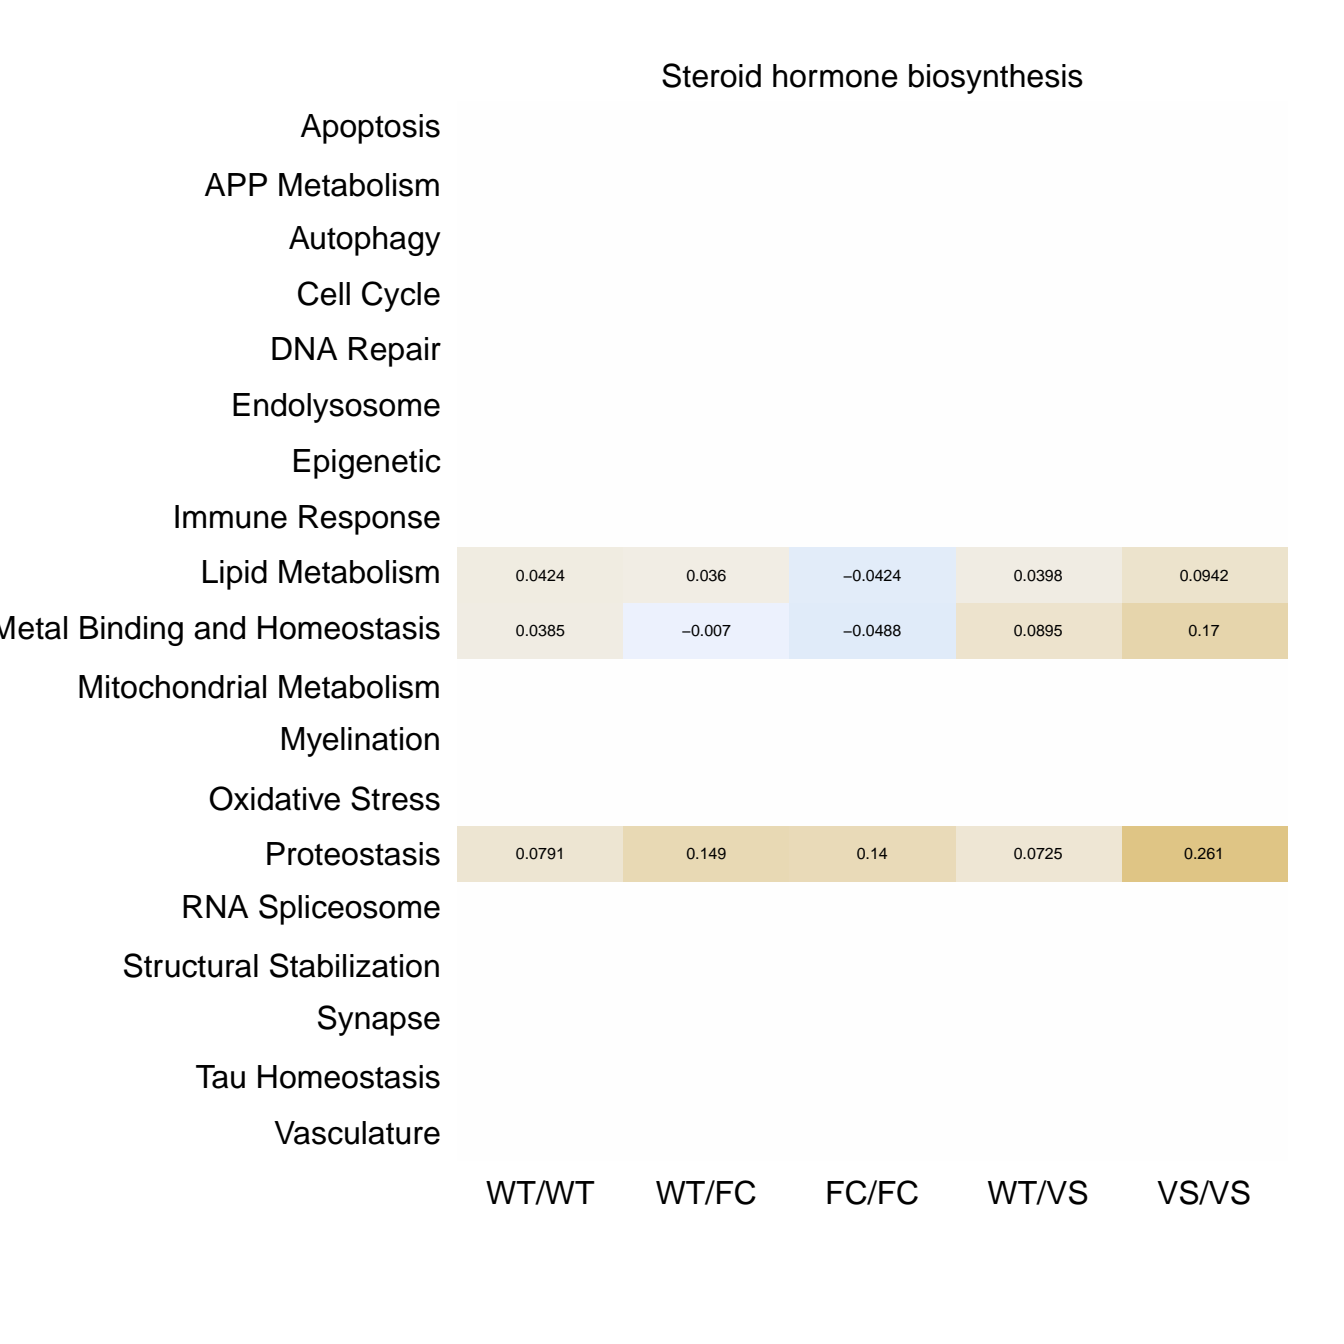 Steroid hormone biosynthesis
Apoptosis
APP Metabolism
Autophagy
Cell Cycle
DNA Repair
Endolysosome
Epigenetic
Immune Response
Lipid Metabolism 0.0424 0.036 −0.0424 0.0398 0.0942
Metal Binding and Homeostasis 0.0385 −0.007 −0.0488 0.0895 0.17
Mitochondrial Metabolism
Myelination
Oxidative Stress
Proteostasis 0.0791 0.149 0.14 0.0725 0.261
RNA Spliceosome
Structural Stabilization
Synapse
Tau Homeostasis
Vasculature
WT/WT WT/FC FC/FC WT/VS VS/VS